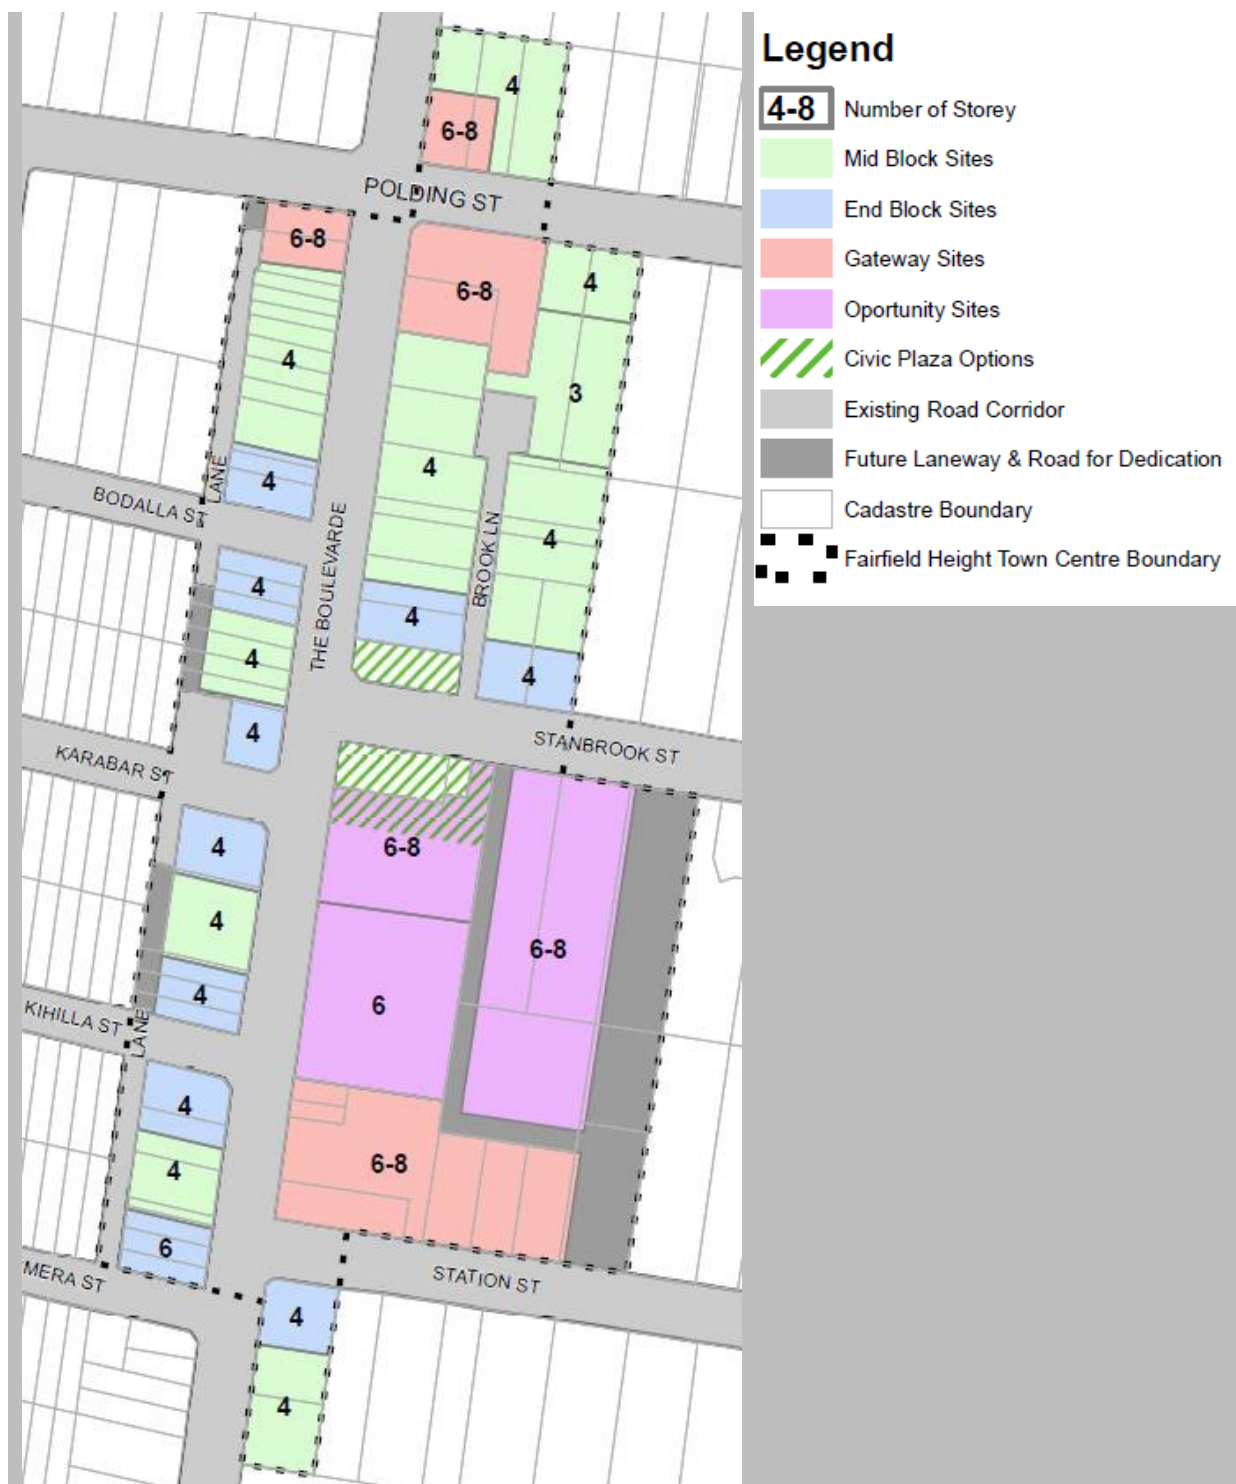 4
6-8
POLDING ST
6-8
6-8
4
4
3
4
4
LANE
BODALLA ST
THE BOULEVARDE
BROOK LN
4
4
4
4
4
4
STANBROOK ST
KARABAR ST
4
6-8
4
6-8
4
6
KIHILLA ST
LANE
4
6-8
4
6
MERA ST
STATION ST
4
4
Legend
4-8 Number of Storey
Mid Block Sites
End Block Sites
Gateway Sites
Oportunity Sites
Civic Plaza Options
Existing Road Corridor
Future Laneway & Road for Dedication
Cadastre Boundary
Fairfield Height Town Centre Boundary